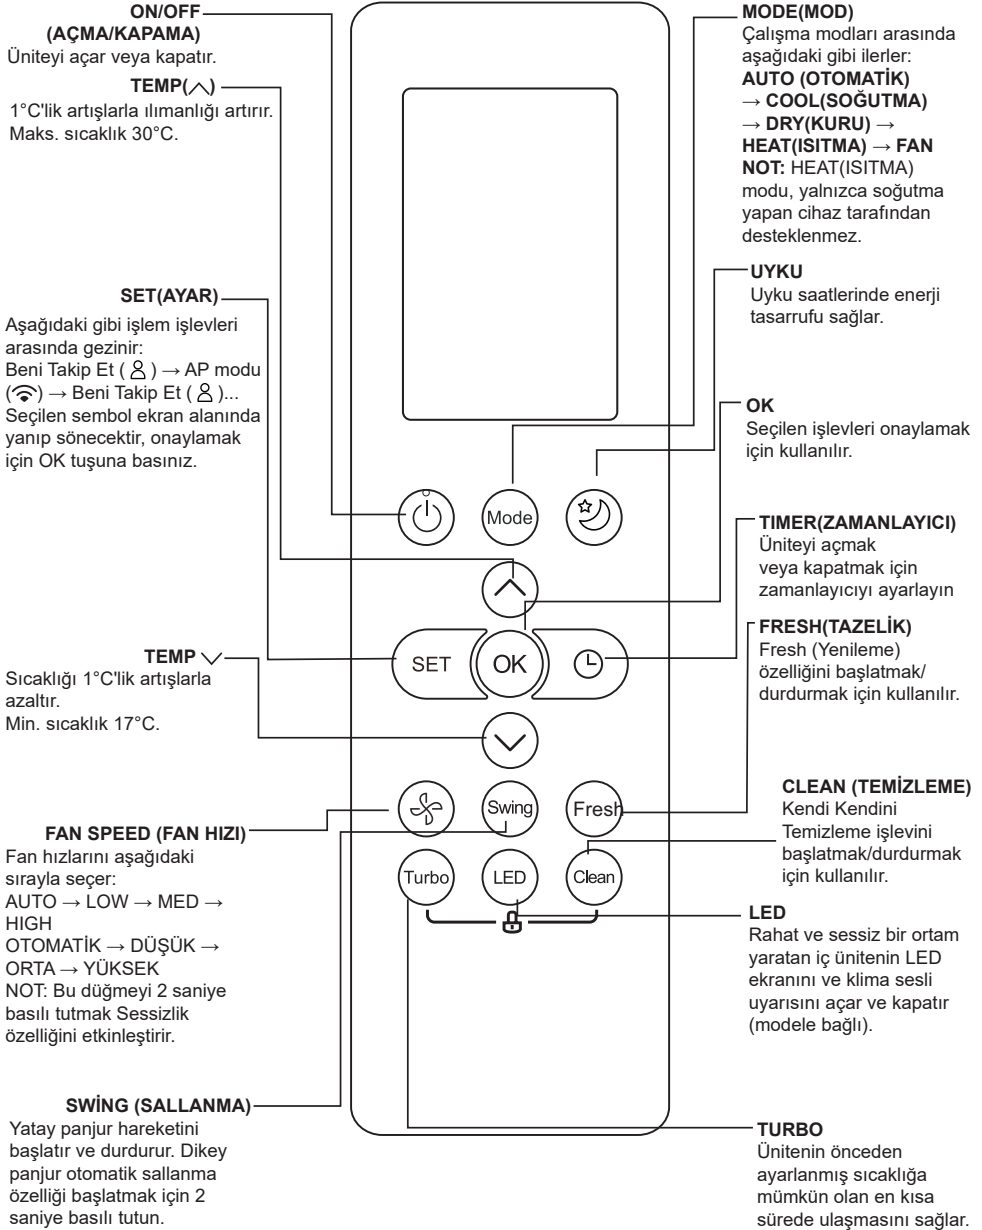 ON/OFF
(AÇMA/KAPAMA)
Üniteyi açar veya kapatır.
TEMP(︿)
1°C'lik artışlarla ılımanlığı artırır.
Maks. sıcaklık 30°C.
SET(AYAR)
Aşağıdaki gibi işlem işlevleri
arasında gezinir:
Beni Takip Et ( ) → AP modu
( ) → Beni Takip Et ( )...
Seçilen sembol ekran alanında
yanıp sönecektir, onaylamak
için OK tuşuna basınız.
TEMP ﹀
Sıcaklığı 1°C'lik artışlarla
azaltır.
Min. sıcaklık 17°C.
FAN SPEED (FAN HIZI)
Fan hızlarını aşağıdaki
sırayla seçer:
AUTO → LOW → MED →
HIGH
OTOMATİK → DÜŞÜK →
ORTA → YÜKSEK
NOT: Bu düğmeyi 2 saniye
basılı tutmak Sessizlik
özelliğini etkinleştirir.
SWİNG (SALLANMA)
Yatay panjur hareketini
başlatır ve durdurur. Dikey
panjur otomatik sallanma
özelliği başlatmak için 2
saniye basılı tutun.
Mode
SET
OK
Swing
Fresh
Turbo
LED
Clean
MODE(MOD)
Çalışma modları arasında
aşağıdaki gibi ilerler:
AUTO (OTOMATİK)
→ COOL(SOĞUTMA)
→ DRY(KURU) →
HEAT(ISITMA) → FAN
NOT: HEAT(ISITMA)
modu, yalnızca soğutma
yapan cihaz tarafından
desteklenmez.
UYKU
Uyku saatlerinde enerji
tasarrufu sağlar.
OK
Seçilen işlevleri onaylamak
için kullanılır.
TIMER(ZAMANLAYICI)
Üniteyi açmak
veya kapatmak için
zamanlayıcıyı ayarlayın
FRESH(TAZELİK)
Fresh (Yenileme)
özelliğini başlatmak/
durdurmak için kullanılır.
CLEAN (TEMİZLEME)
Kendi Kendini
Temizleme işlevini
başlatmak/durdurmak
için kullanılır.
LED
Rahat ve sessiz bir ortam
yaratan iç ünitenin LED
ekranını ve klima sesli
uyarısını açar ve kapatır
(modele bağlı).
TURBO
Ünitenin önceden
ayarlanmış sıcaklığa
mümkün olan en kısa
sürede ulaşmasını sağlar.